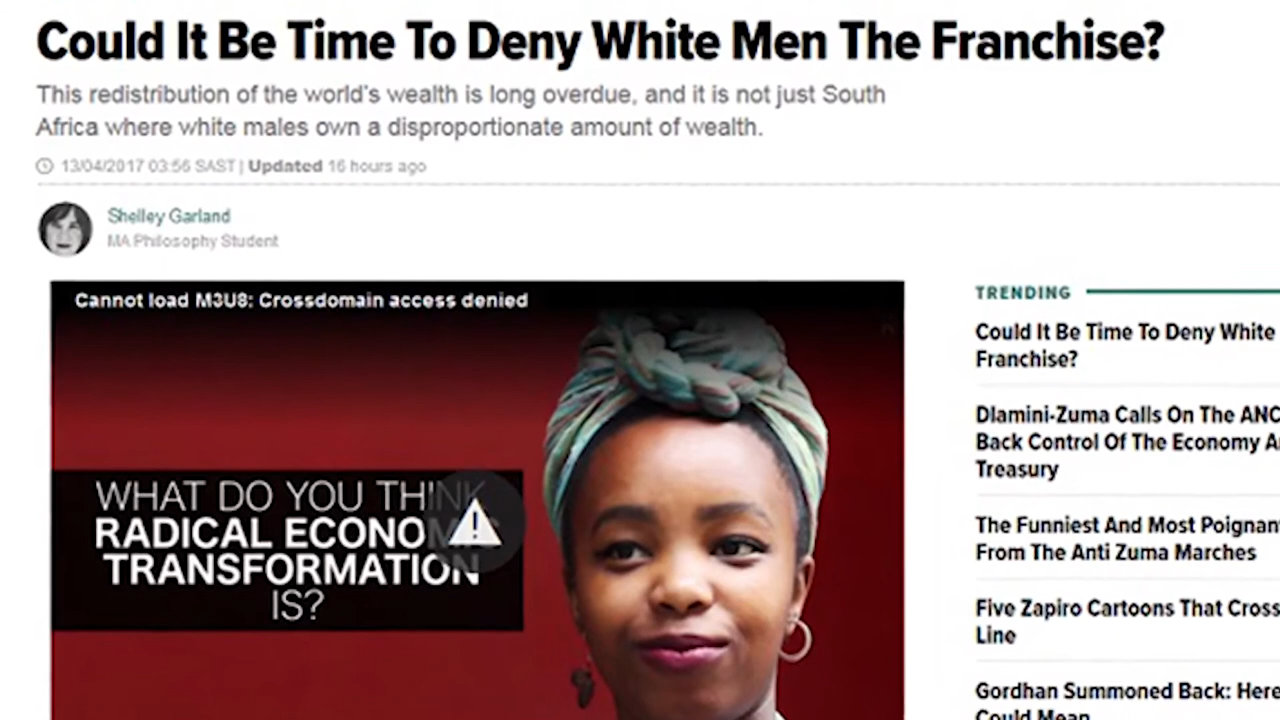 Could It Be Time To Deny White Men The Franchise?
This redistribution of the world's wealth is long overdue, and it is not just South
Africa where white males own a disproportionate amount of wealth.
13/04/2017 03:56 SAST | Updated 16 hours ago
Shelley Garland
MA Philosophy Student
Cannot load M3U8: Crossdomain access denied
WHAT DO YOU THINK
RADICAL ECONOMIC
TRANSFORMATION
IS?
TRENDING
Could It Be Time To Deny White
Franchise?
Dlamini-Zuma Calls On The ANC
Back Control Of The Economy A
Treasury
The Funniest And Most Poignant
From The Anti Zuma Marches
Five Zapiro Cartoons That Cross
Line
Gordhan Summoned Back: Here
Could Mean